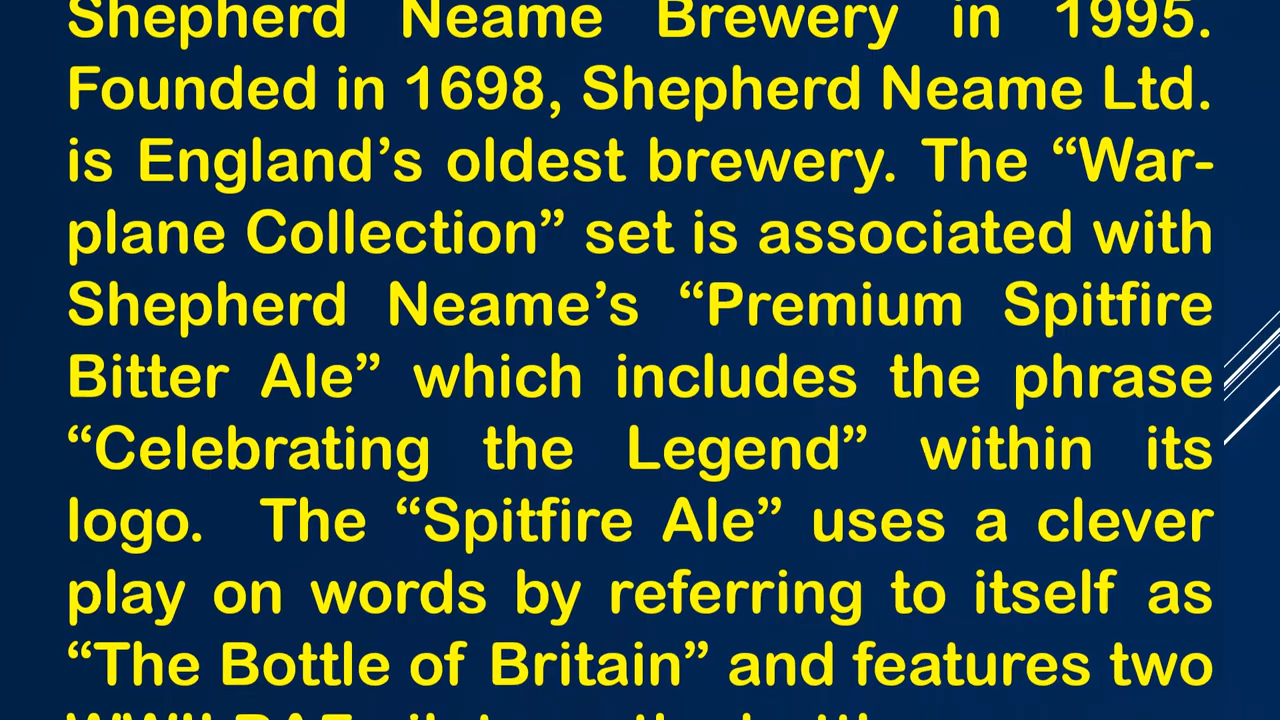 Shepherd Neame Brewery in 1995.
Founded in 1698, Shepherd Neame Ltd.
is England’s oldest brewery. The “War-
plane Collection” set is associated with
Shepherd Neame’s “Premium Spitfire
Bitter Ale” which includes the phrase
“Celebrating the Legend” within its
logo.  The “Spitfire Ale” uses a clever
play on words by referring to itself as
“The Bottle of Britain” and features two